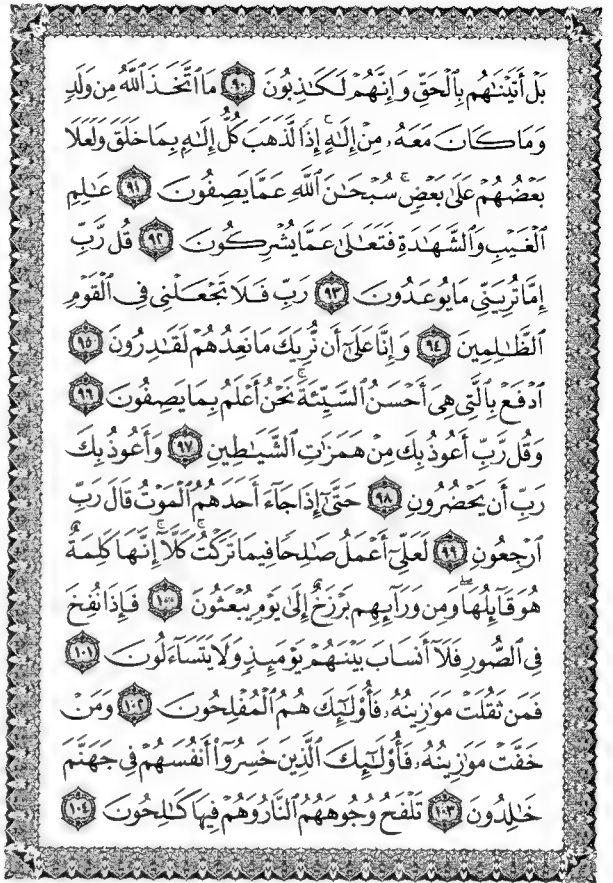 بَلْ أَتَيْنَٰهُم بِٱلْحَقِّ وَإِنَّهُمْ لَكَٰذِبُونَ ٩٠ مَا ٱتَّخَذَ ٱللَّهُ مِن وَلَدٍ
وَمَا كَانَ مَعَهُۥ مِنْ إِلَٰهٍ ۚ إِذًا لَّذَهَبَ كُلُّ إِلَٰهٍۭ بِمَا خَلَقَ وَلَعَلَا
بَعْضُهُمْ عَلَىٰ بَعْضٍ ۚ سُبْحَٰنَ ٱللَّهِ عَمَّا يَصِفُونَ ٩١ عَٰلِمِ
ٱلْغَيْبِ وَٱلشَّهَٰدَةِ فَتَعَٰلَىٰ عَمَّا يُشْرِكُونَ ٩٢ قُل رَّبِّ
إِمَّا تُرِيَنِّى مَا يُوعَدُونَ ٩٣ رَبِّ فَلَا تَجْعَلْنِى فِى ٱلْقَوْمِ
ٱلظَّٰلِمِينَ ٩٤ وَإِنَّا عَلَىٰٓ أَن نُّرِيَكَ مَا نَعِدُهُمْ لَقَٰدِرُونَ ٩٥
ٱدْفَعْ بِٱلَّتِى هِىَ أَحْسَنُ ٱلسَّيِّئَةَ ۚ نَحْنُ أَعْلَمُ بِمَا يَصِفُونَ ٩٦
وَقُل رَّبِّ أَعُوذُ بِكَ مِنْ هَمَزَٰتِ ٱلشَّيَٰطِينِ ٩٧ وَأَعُوذُ بِكَ
رَبِّ أَن يَحْضُرُونِ ٩٨ حَتَّىٰٓ إِذَا جَآءَ أَحَدَهُمُ ٱلْمَوْتُ قَالَ رَبِّ
ٱرْجِعُونِ ٩٩ لَعَلِّىٓ أَعْمَلُ صَٰلِحًا فِيمَا تَرَكْتُ ۚ كَلَّآ ۚ إِنَّهَا كَلِمَةٌ
هُوَ قَآئِلُهَا ۖ وَمِن وَرَآئِهِم بَرْزَخٌ إِلَىٰ يَوْمِ يُبْعَثُونَ ١٠٠ فَإِذَا نُفِخَ
فِى ٱلصُّورِ فَلَآ أَنسَابَ بَيْنَهُمْ يَوْمَئِذٍ وَلَا يَتَسَآءَلُونَ ١٠١
فَمَن ثَقُلَتْ مَوَٰزِينُهُۥ فَأُو۟لَٰٓئِكَ هُمُ ٱلْمُفْلِحُونَ ١٠٢ وَمَنْ
خَفَّتْ مَوَٰزِينُهُۥ فَأُو۟لَٰٓئِكَ ٱلَّذِينَ خَسِرُوٓا۟ أَنفُسَهُمْ فِى جَهَنَّمَ
خَٰلِدُونَ ١٠٣ تَلْفَحُ وُجُوهَهُمُ ٱلنَّارُ وَهُمْ فِيهَا كَٰلِحُونَ ١٠٤